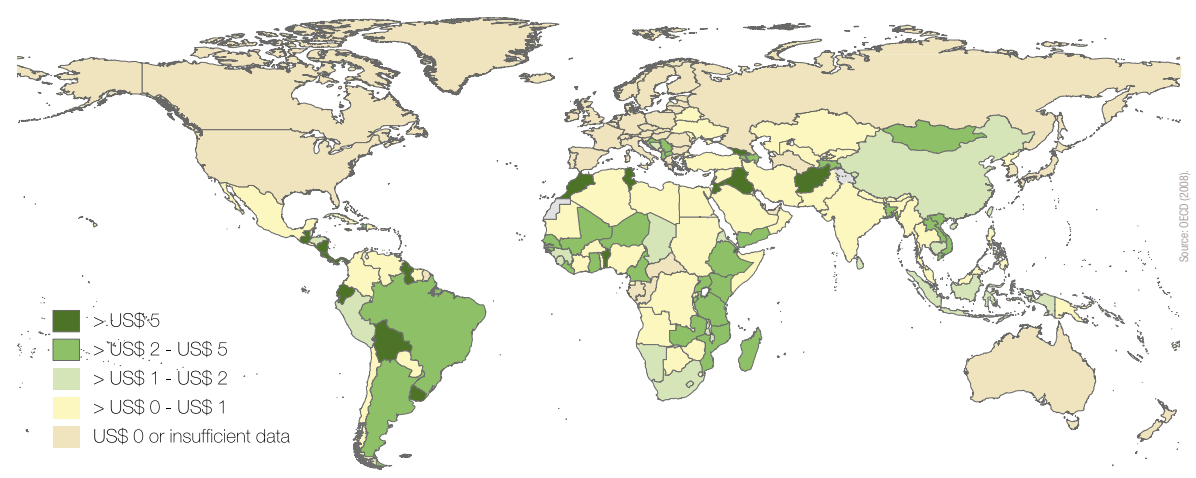 > US$ 5
> US$ 2 - US$ 5
> US$ 1 - US$ 2
> US$ 0 - US$ 1
US$ 0 or insufficient data
Source: OECD (2008).